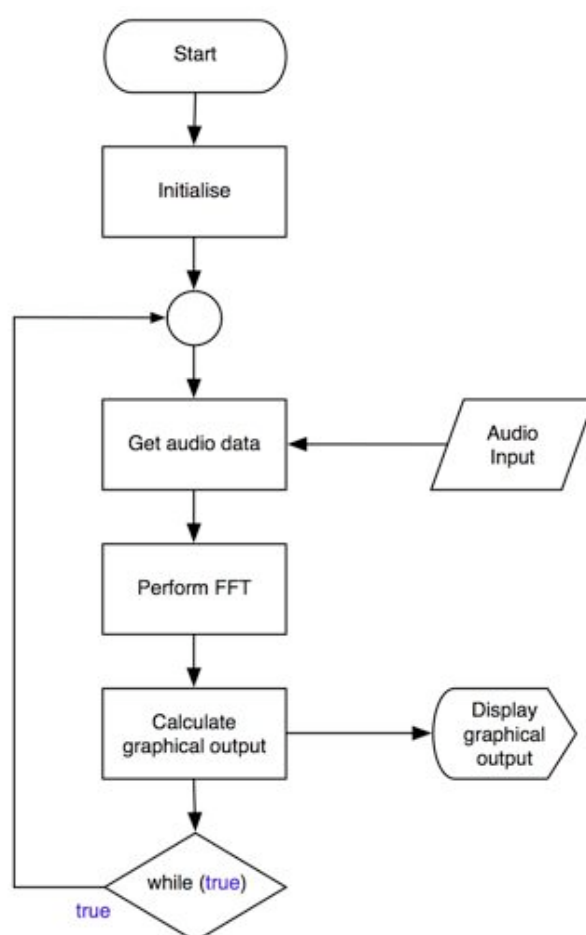 Start
Initialise
Get audio data
Audio
Input
Perform FFT
Calculate
graphical output
Display
graphical
output
while (true)
true